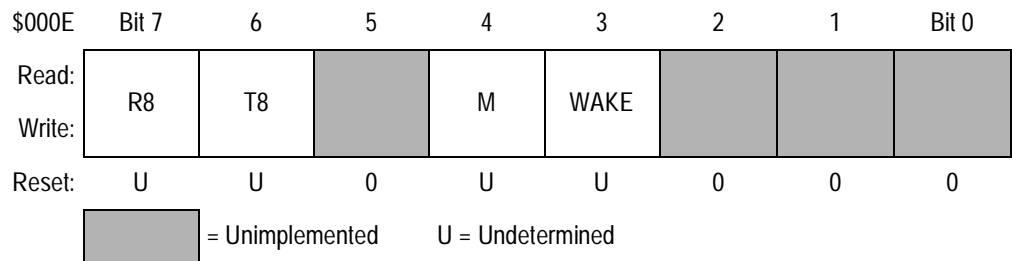 $000E Bit 7 6 5 4 3 2 1 Bit 0
Read:
R8 T8 M WAKE
Write:
Reset: U U 0 U U 0 0 0
= Unimplemented U = Undetermined